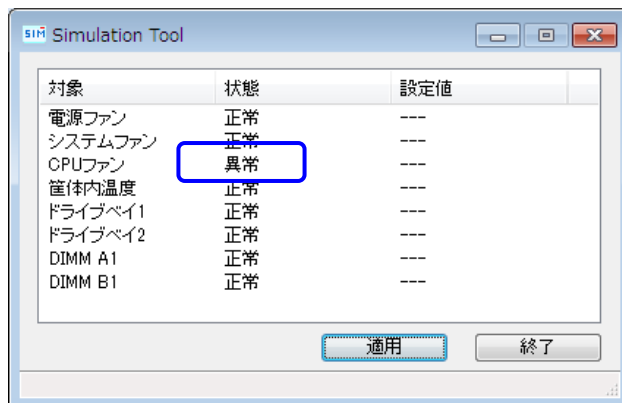 SIM Simulation Tool
対象 状態 設定値
電源ファン 正常 ---
システムファン 正常 ---
CPUファン 異常 ---
筐体内温度 正常 ---
ドライブベイ1 正常 ---
ドライブベイ2 正常 ---
DIMM A1 正常 ---
DIMM B1 正常 ---
適用 終了